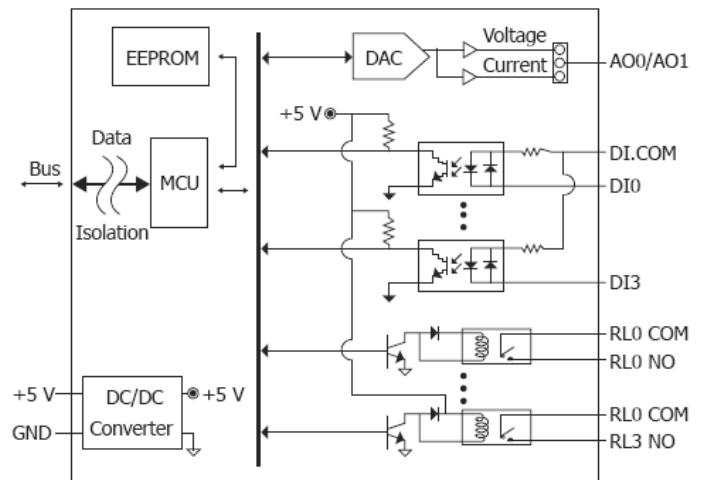 EEPROM
DAC
Voltage
Current
AO0/AO1
+5 V
Data
Bus
MCU
Isolation
DI.COM
DI0
DI3
RL0 COM
RL0 NO
+5 V
DC/DC
Converter
+5 V
GND
RL0 COM
RL3 NO